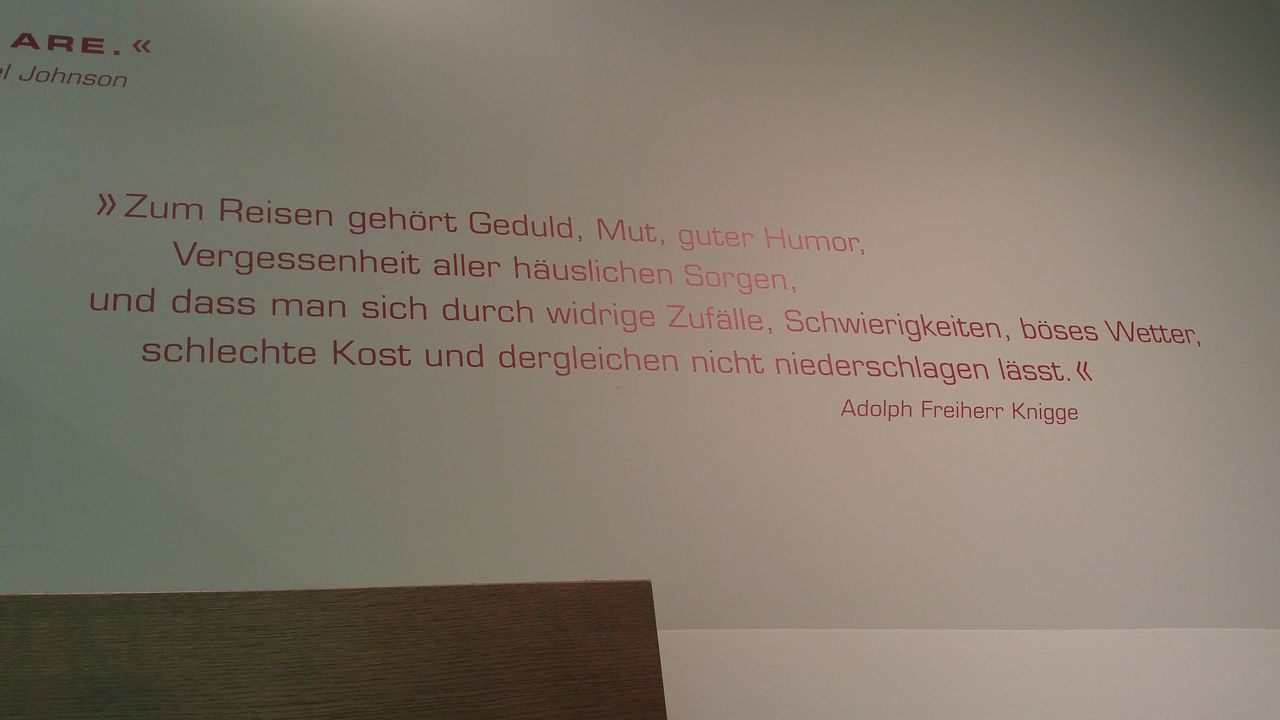 ARE.«
Johnson
»Zum Reisen gehört Geduld, Mut, guter Humor,
Vergessenheit aller häuslichen Sorgen,
und dass man sich durch widrige Zufälle, Schwierigkeiten, böses Wetter,
schlechte Kost und dergleichen nicht niederschlagen lässt.«
Adolph Freiherr Knigge